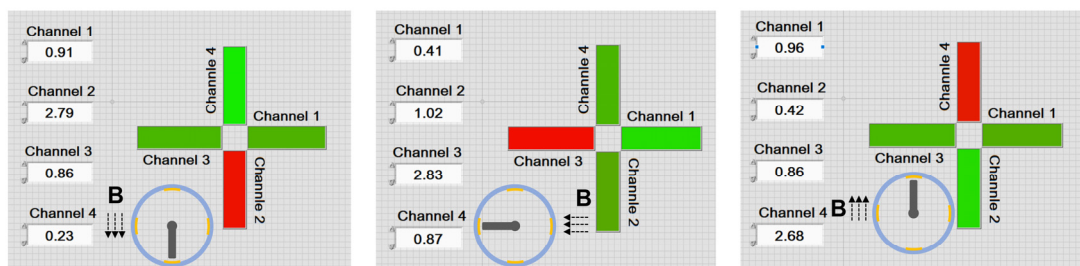 Channel 1
0.91
Channel 2
2.79
Channel 3
0.86
Channel 4
0.23
Channle 4
Channel 1
Channel 3
Channle 2
B
Channel 1
0.41
Channel 2
1.02
Channel 3
2.83
Channel 4
0.87
Channle 4
Channel 1
Channel 3
Channle 2
B
Channel 1
0.96
Channel 2
0.42
Channel 3
0.86
Channel 4
2.68
Channle 4
Channel 1
Channel 3
Channle 2
B